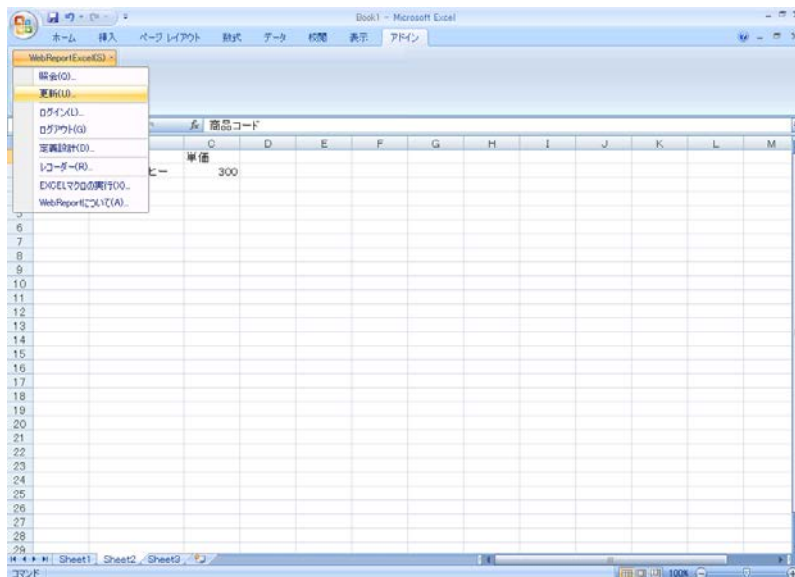 Book1 - Microsoft Excel
ホーム 挿入 ページ レイアウト 数式 データ 校閲 表示 アドイン
WebReportExcel(S)
照会(Q)...
更新(U)...
ログイン(L)...
ログアウト(G)
定義設計(D)...
レコーダー(R)...
EXCELマクロの実行(X)...
WebReportについて(A)...
fx 商品コード
C D E F G H I J K L M
単価
ヒー 300
5
6
7
8
9
10
11
12
13
14
15
16
17
18
19
20
21
22
23
24
25
26
27
28
29
Sheet1 Sheet2 Sheet3
コマンド 100%